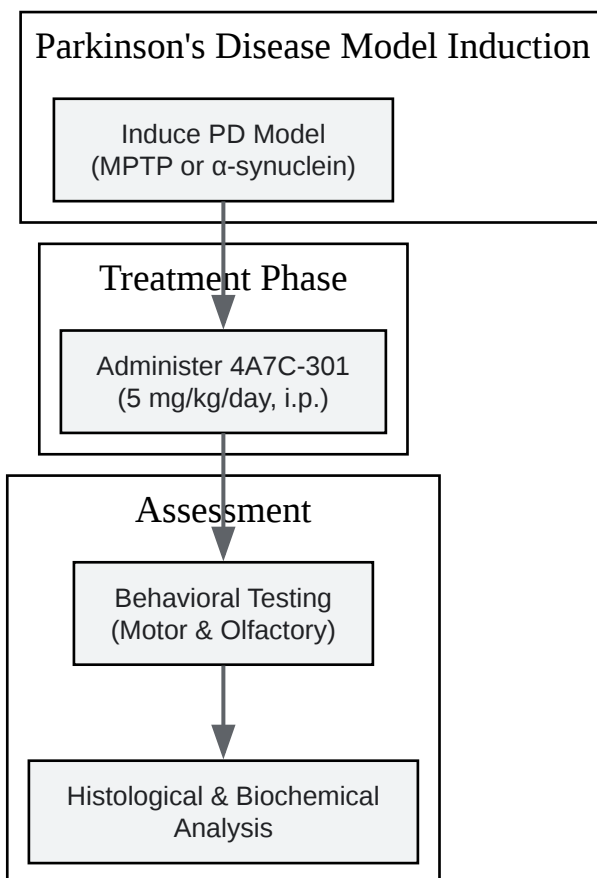 Parkinson's Disease Model Induction
Induce PD Model
(MPTP or α-synuclein)
Treatment Phase
Administer 4A7C-301
(5 mg/kg/day, i.p.)
Assessment
Behavioral Testing
(Motor & Olfactory)
Histological & Biochemical
Analysis